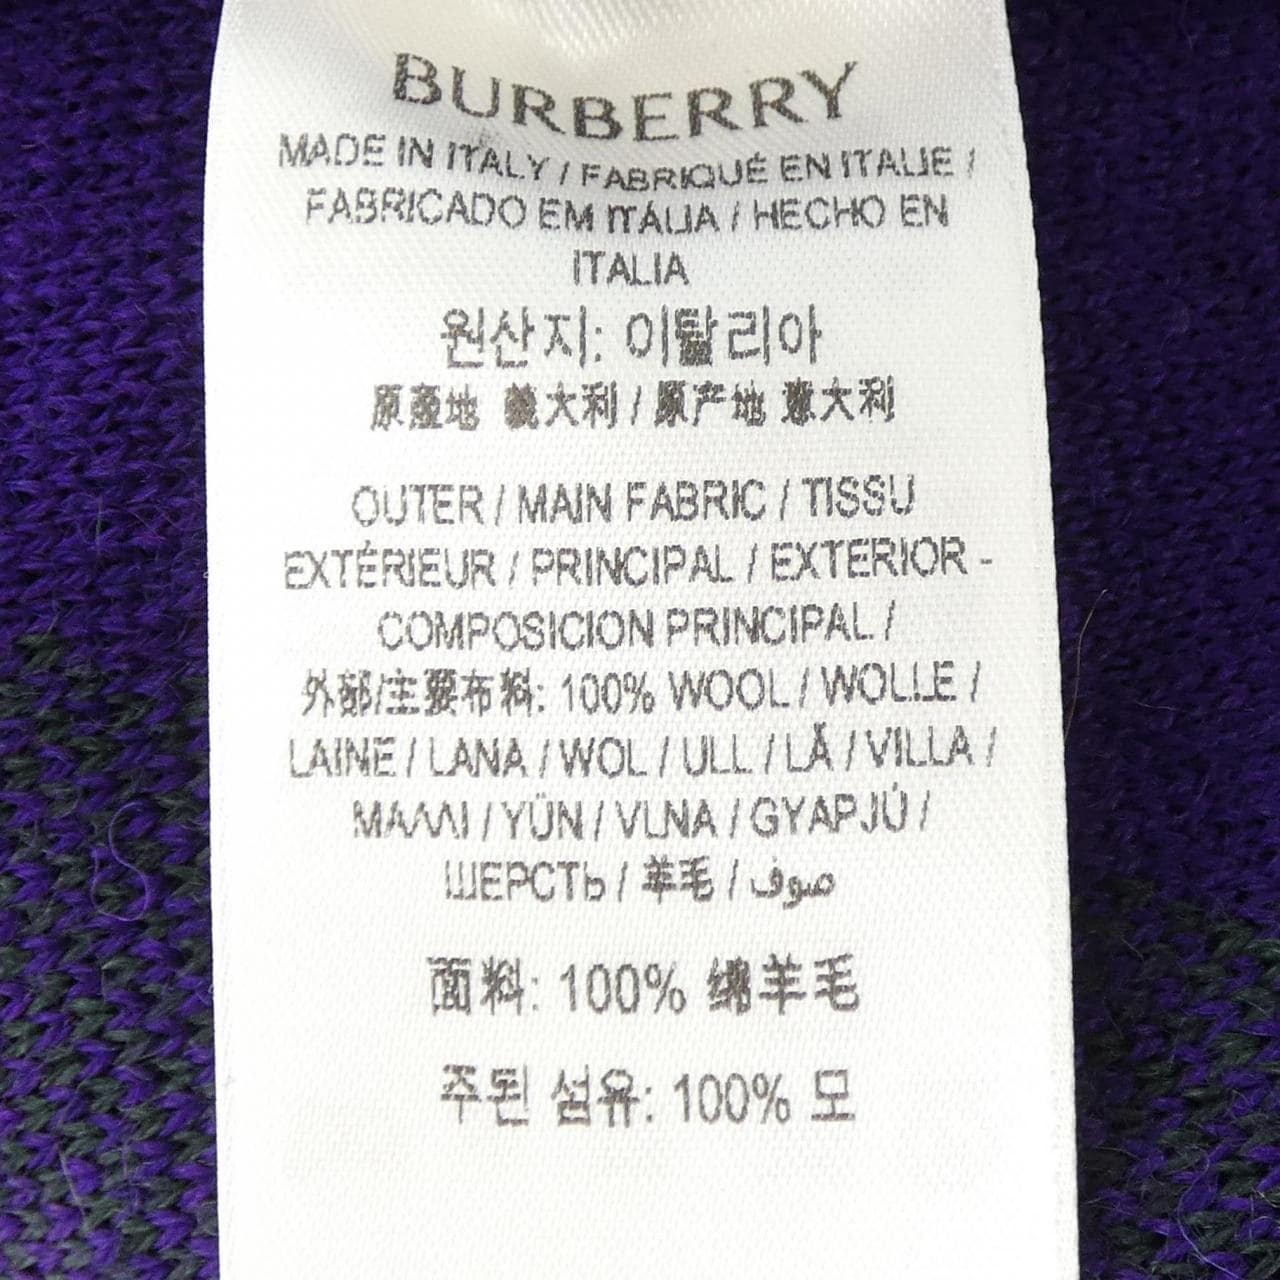 BURBERRY
MADE IN ITALY / FABRIQUÉ EN ITALIE /
FABRICADO EM ITÁLIA / HECHO EN
ITALIA
원산지: 이탈리아
原產地 義大利 / 原产地 意大利
OUTER / MAIN FABRIC / TISSU
EXTÉRIEUR / PRINCIPAL / EXTERIOR -
COMPOSICION PRINCIPAL /
外部/主要布料: 100% WOOL / WOLLE /
LAINE / LANA / WOL / ULL / LÃ / VILLA /
ΜΑΛΛΙ / YÜN / VLNA / GYAPJÚ /
ШЕРСТЬ / 羊毛 / صوف
面料: 100% 绵羊毛
주된 섬유: 100% 모